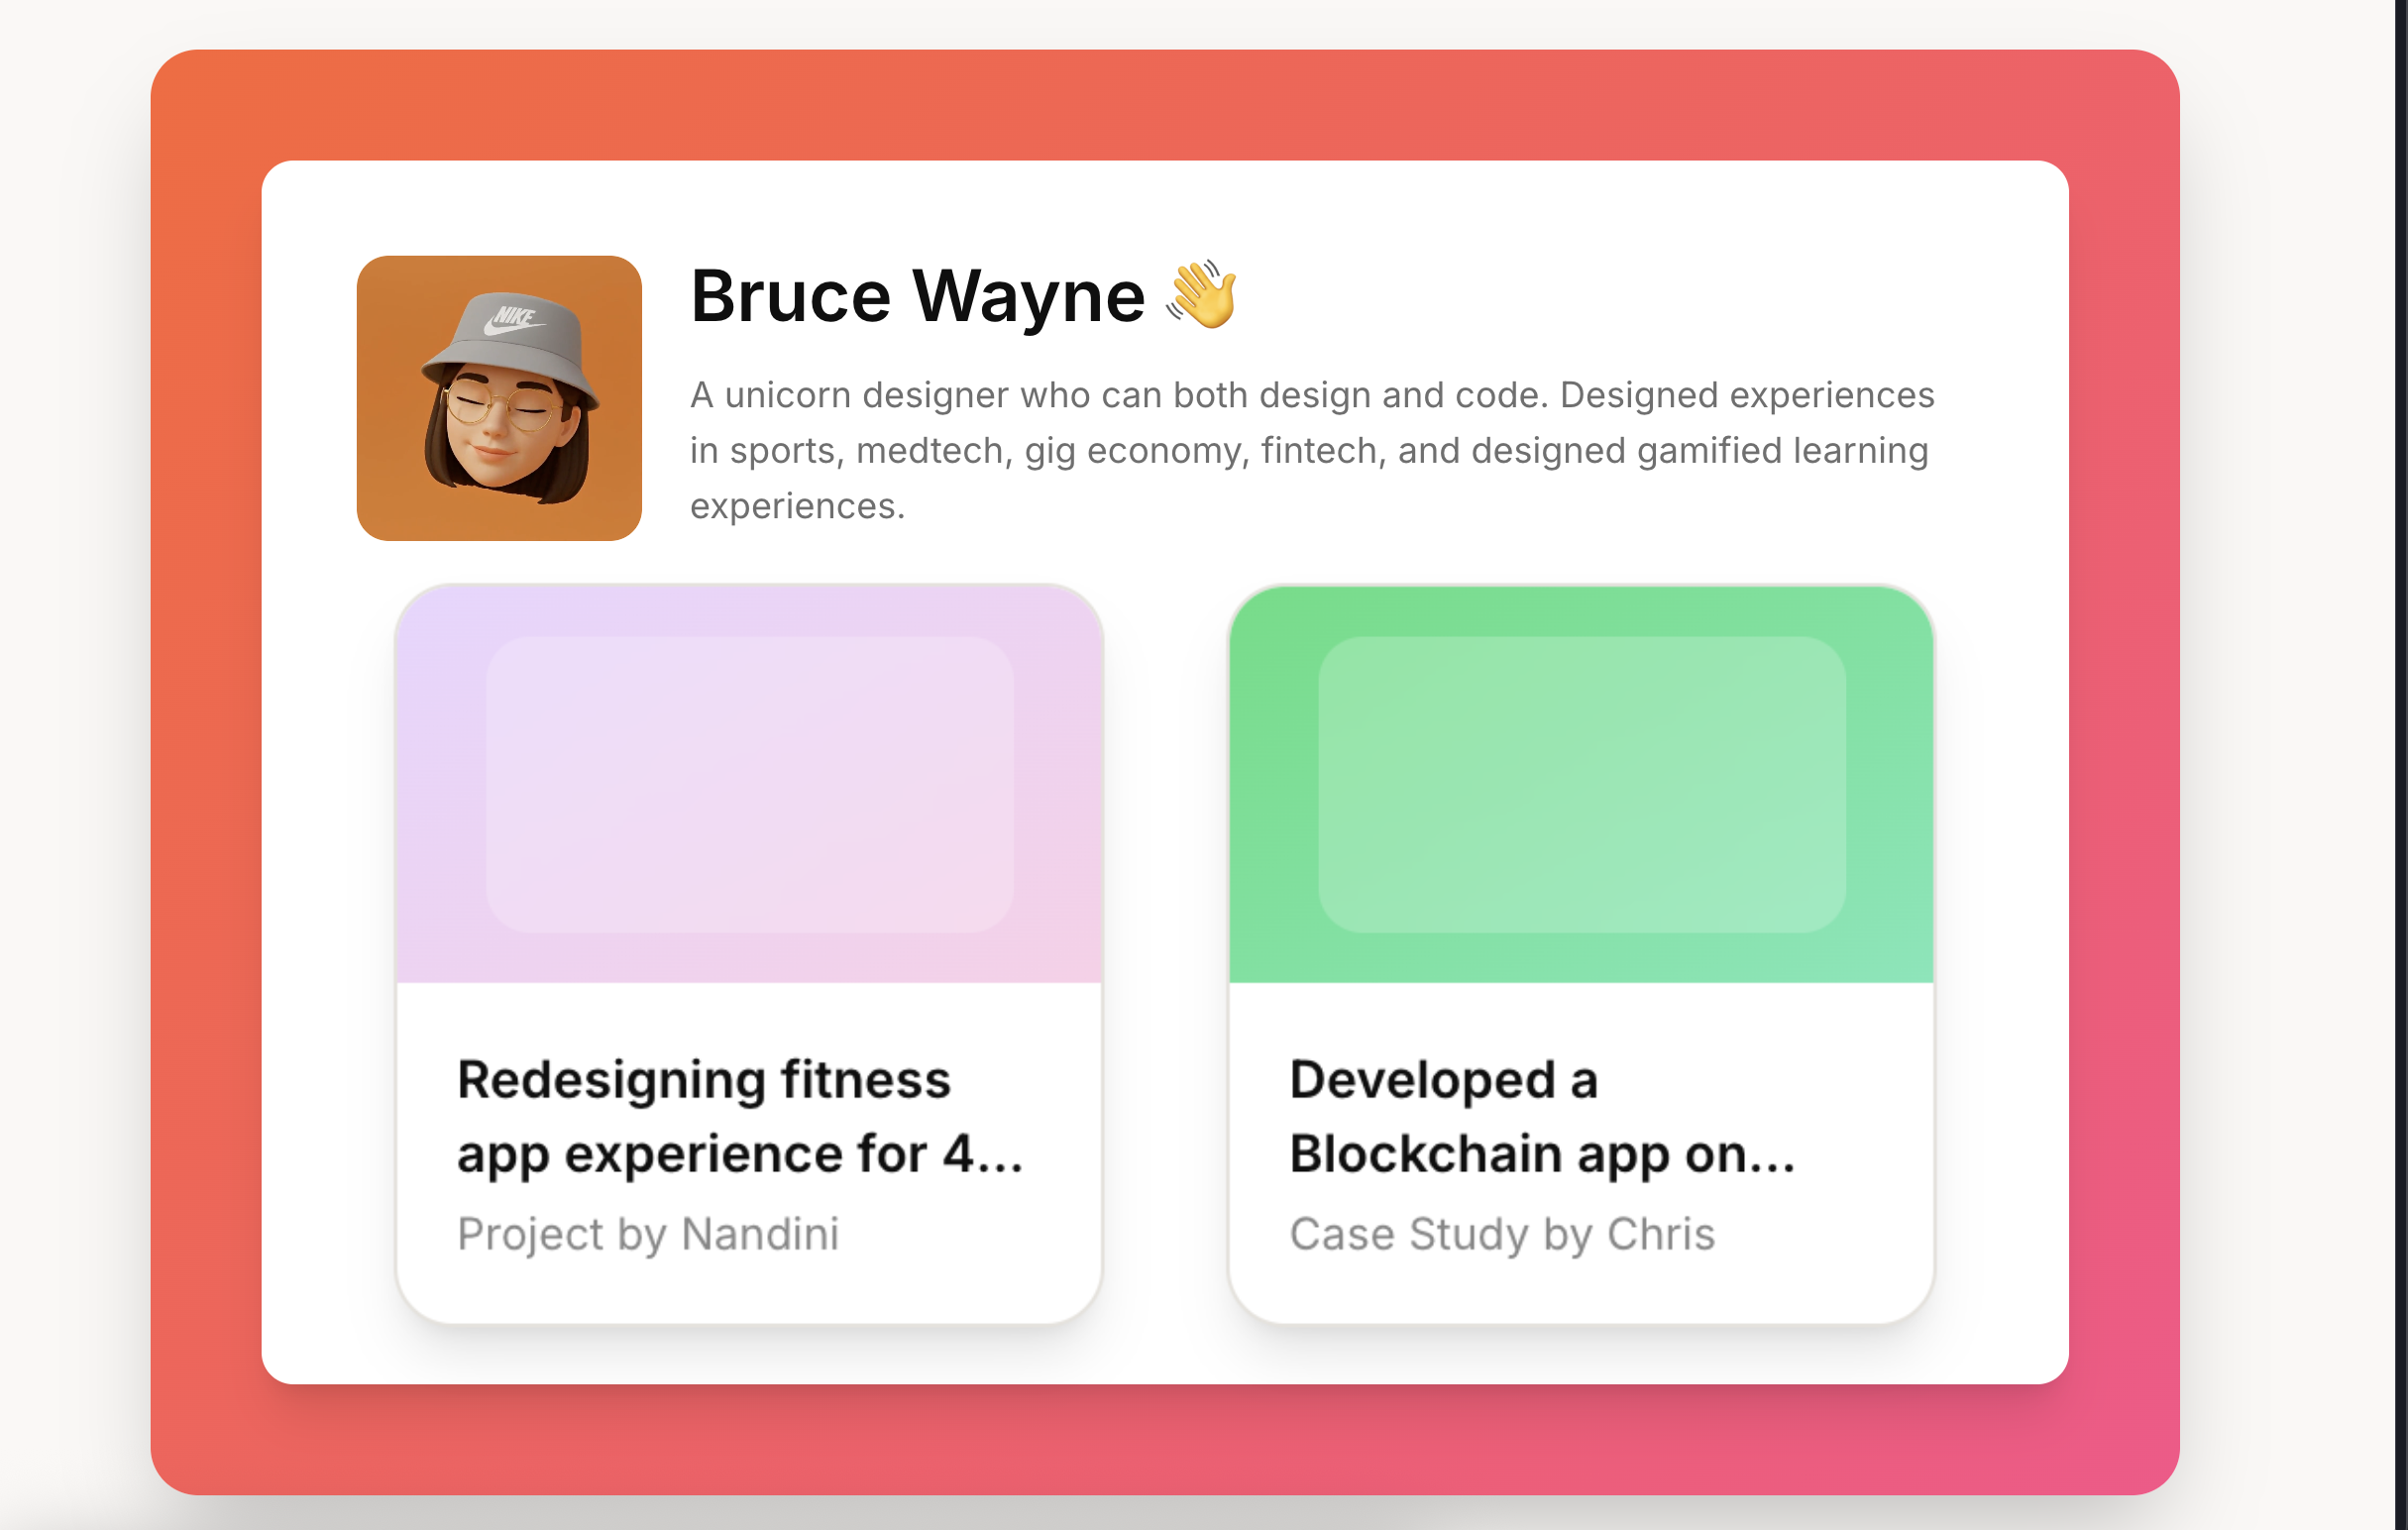 NIKE
Bruce Wayne 👋
A unicorn designer who can both design and code. Designed experiences
in sports, medtech, gig economy, fintech, and designed gamified learning
experiences.
Redesigning fitness
app experience for 4...
Project by Nandini
Developed a
Blockchain app on...
Case Study by Chris